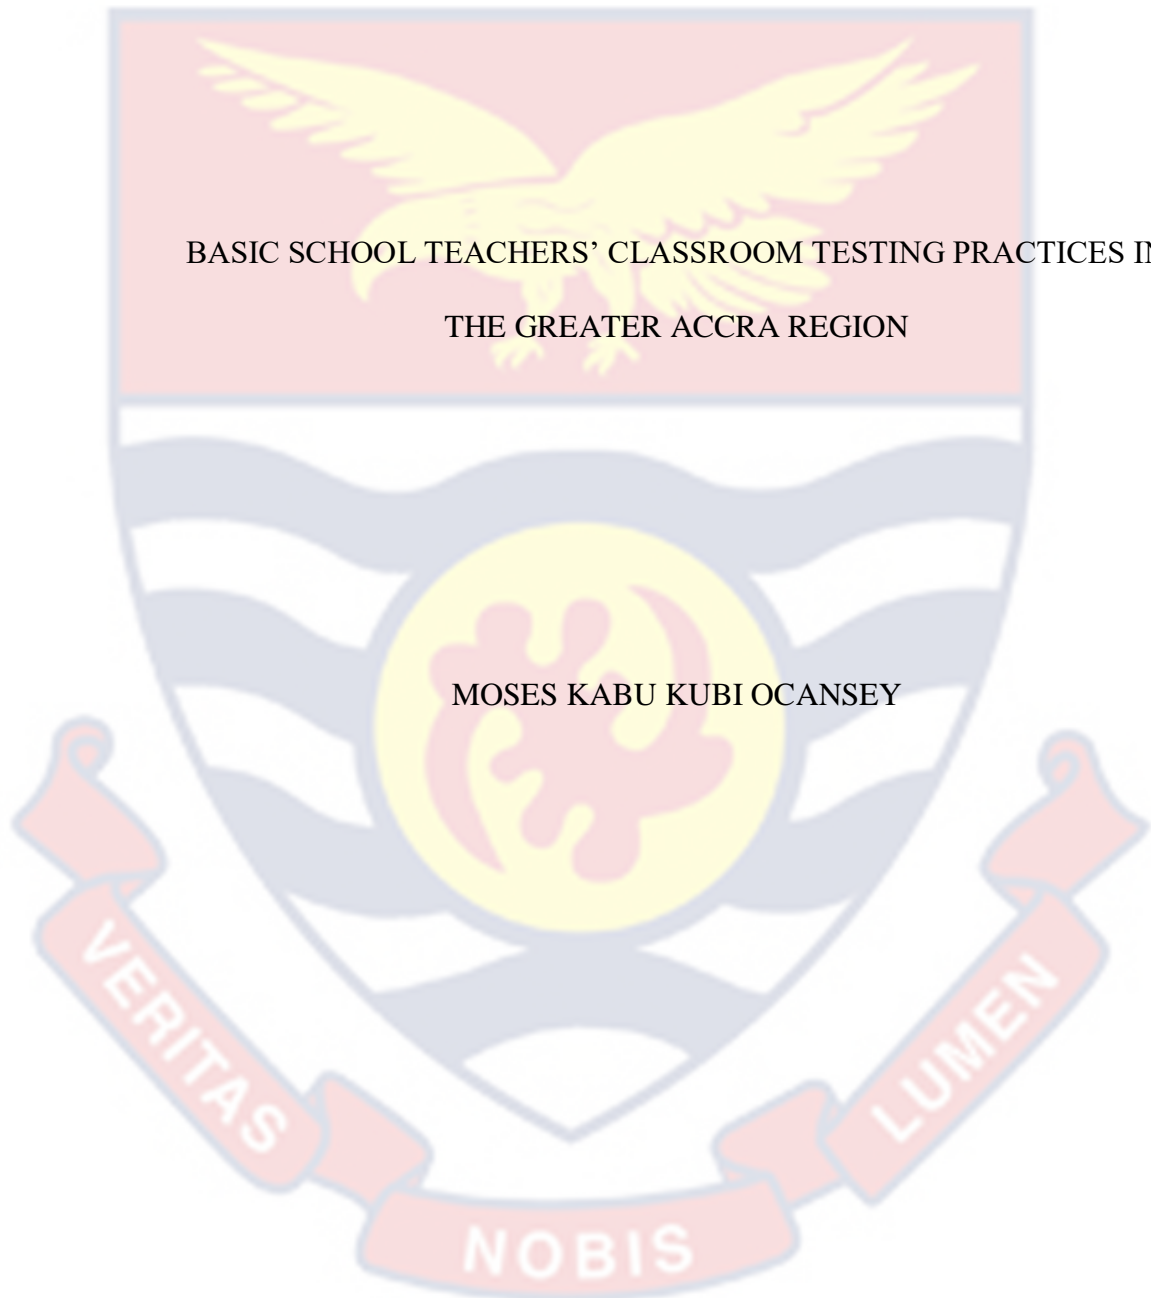 BASIC SCHOOL TEACHERS’ CLASSROOM TESTING PRACTICES IN
THE GREATER ACCRA REGION
MOSES KABU KUBI OCANSEY
VERITAS
NOBIS
LUMEN